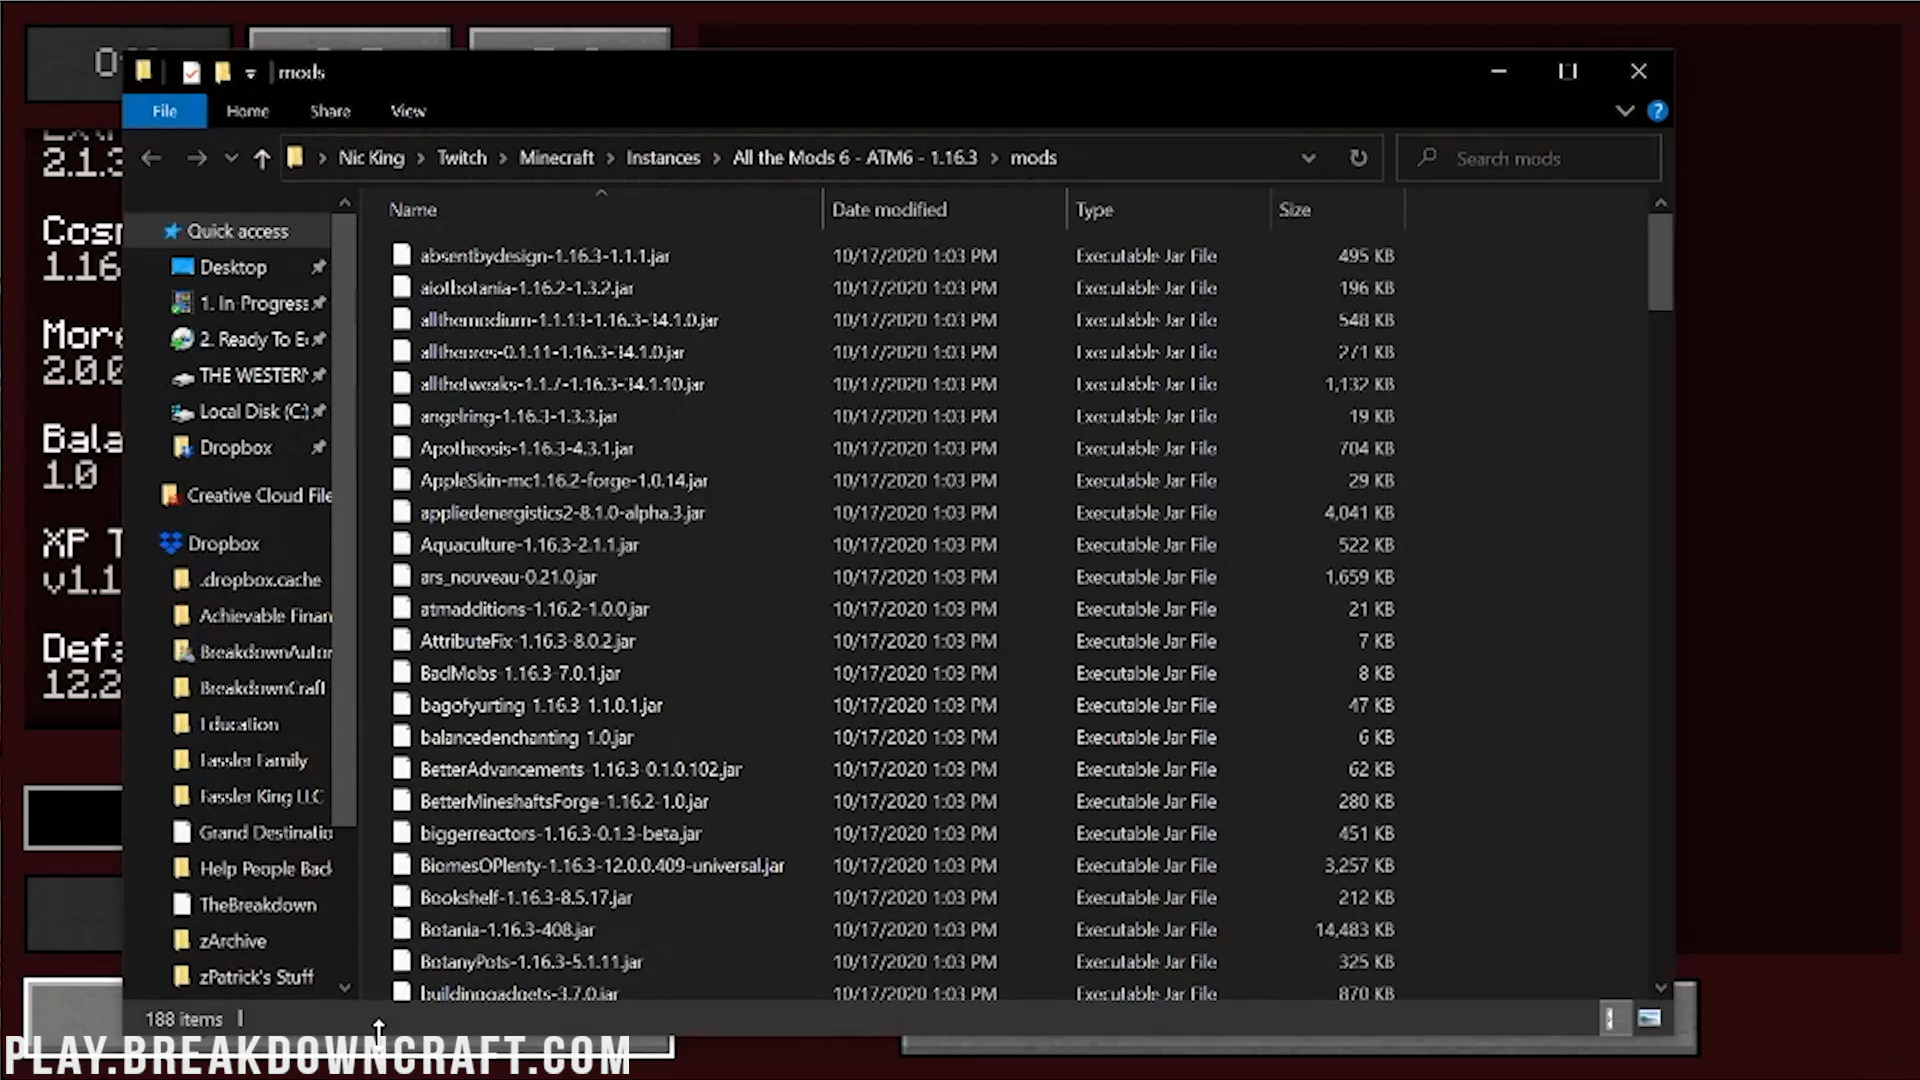 mods
File Home Share View
Nic King Twitch Minecraft Instances All the Mods 6 - ATM6 - 1.16.3 mods
Search mods
Name Date modified Type Size
Quick access
Desktop
1. In Progress
2. Ready To E
THE WESTERN
Local Disk (C:)
Dropbox
Creative Cloud File
Dropbox
.dropbox.cache
Achievable Finan
BreakdownAutom
BreakdownCraft
Education
Fassler Family
Fassler King LLC
Grand Destinatio
Help People Back
TheBreakdown
zArchive
zPatrick's Stuff
absentbydesign-1.16.3-1.1.1.jar 10/17/2020 1:03 PM Executable Jar File 495 KB
aiotbotania-1.16.2-1.3.2.jar 10/17/2020 1:03 PM Executable Jar File 196 KB
allthemodium-1.1.13-1.16.3-34.1.0.jar 10/17/2020 1:03 PM Executable Jar File 548 KB
alltheores-0.1.11-1.16.3-34.1.0.jar 10/17/2020 1:03 PM Executable Jar File 271 KB
allthetweaks-1.1.7-1.16.3-34.1.10.jar 10/17/2020 1:03 PM Executable Jar File 1,132 KB
angelring-1.16.3-1.3.3.jar 10/17/2020 1:03 PM Executable Jar File 19 KB
Apotheosis-1.16.3-4.3.1.jar 10/17/2020 1:03 PM Executable Jar File 704 KB
AppleSkin-mc1.16.2-forge-1.0.14.jar 10/17/2020 1:03 PM Executable Jar File 29 KB
appliedenergistics2-8.1.0-alpha.3.jar 10/17/2020 1:03 PM Executable Jar File 4,041 KB
Aquaculture-1.16.3-2.1.1.jar 10/17/2020 1:03 PM Executable Jar File 522 KB
ars_nouveau-0.21.0.jar 10/17/2020 1:03 PM Executable Jar File 1,659 KB
atmadditions-1.16.2-1.0.0.jar 10/17/2020 1:03 PM Executable Jar File 21 KB
AttributeFix-1.16.3-8.0.2.jar 10/17/2020 1:03 PM Executable Jar File 7 KB
BadMobs-1.16.3-7.0.1.jar 10/17/2020 1:03 PM Executable Jar File 8 KB
bagofyurting-1.16.3-1.1.0.1.jar 10/17/2020 1:03 PM Executable Jar File 47 KB
balancedenchanting-1.0.jar 10/17/2020 1:03 PM Executable Jar File 6 KB
BetterAdvancements-1.16.3-0.1.0.102.jar 10/17/2020 1:03 PM Executable Jar File 62 KB
BetterMineshaftsForge-1.16.2-1.0.jar 10/17/2020 1:03 PM Executable Jar File 280 KB
biggerreactors-1.16.3-0.1.3-beta.jar 10/17/2020 1:03 PM Executable Jar File 451 KB
BiomesOPlenty-1.16.3-12.0.0.409-universal.jar 10/17/2020 1:03 PM Executable Jar File 3,257 KB
Bookshelf-1.16.3-8.5.17.jar 10/17/2020 1:03 PM Executable Jar File 212 KB
Botania-1.16.3-408.jar 10/17/2020 1:03 PM Executable Jar File 14,483 KB
BotanyPots-1.16.3-5.1.11.jar 10/17/2020 1:03 PM Executable Jar File 325 KB
buildinggadgets-3.7.0.jar 10/17/2020 1:03 PM Executable Jar File 870 KB
188 items
2.1.3
Cosm
1.16
More
2.0.0
Bala
1.0
XP T
v1.1
Defa
12.2
PLAY.BREAKDOWNCRAFT.COM